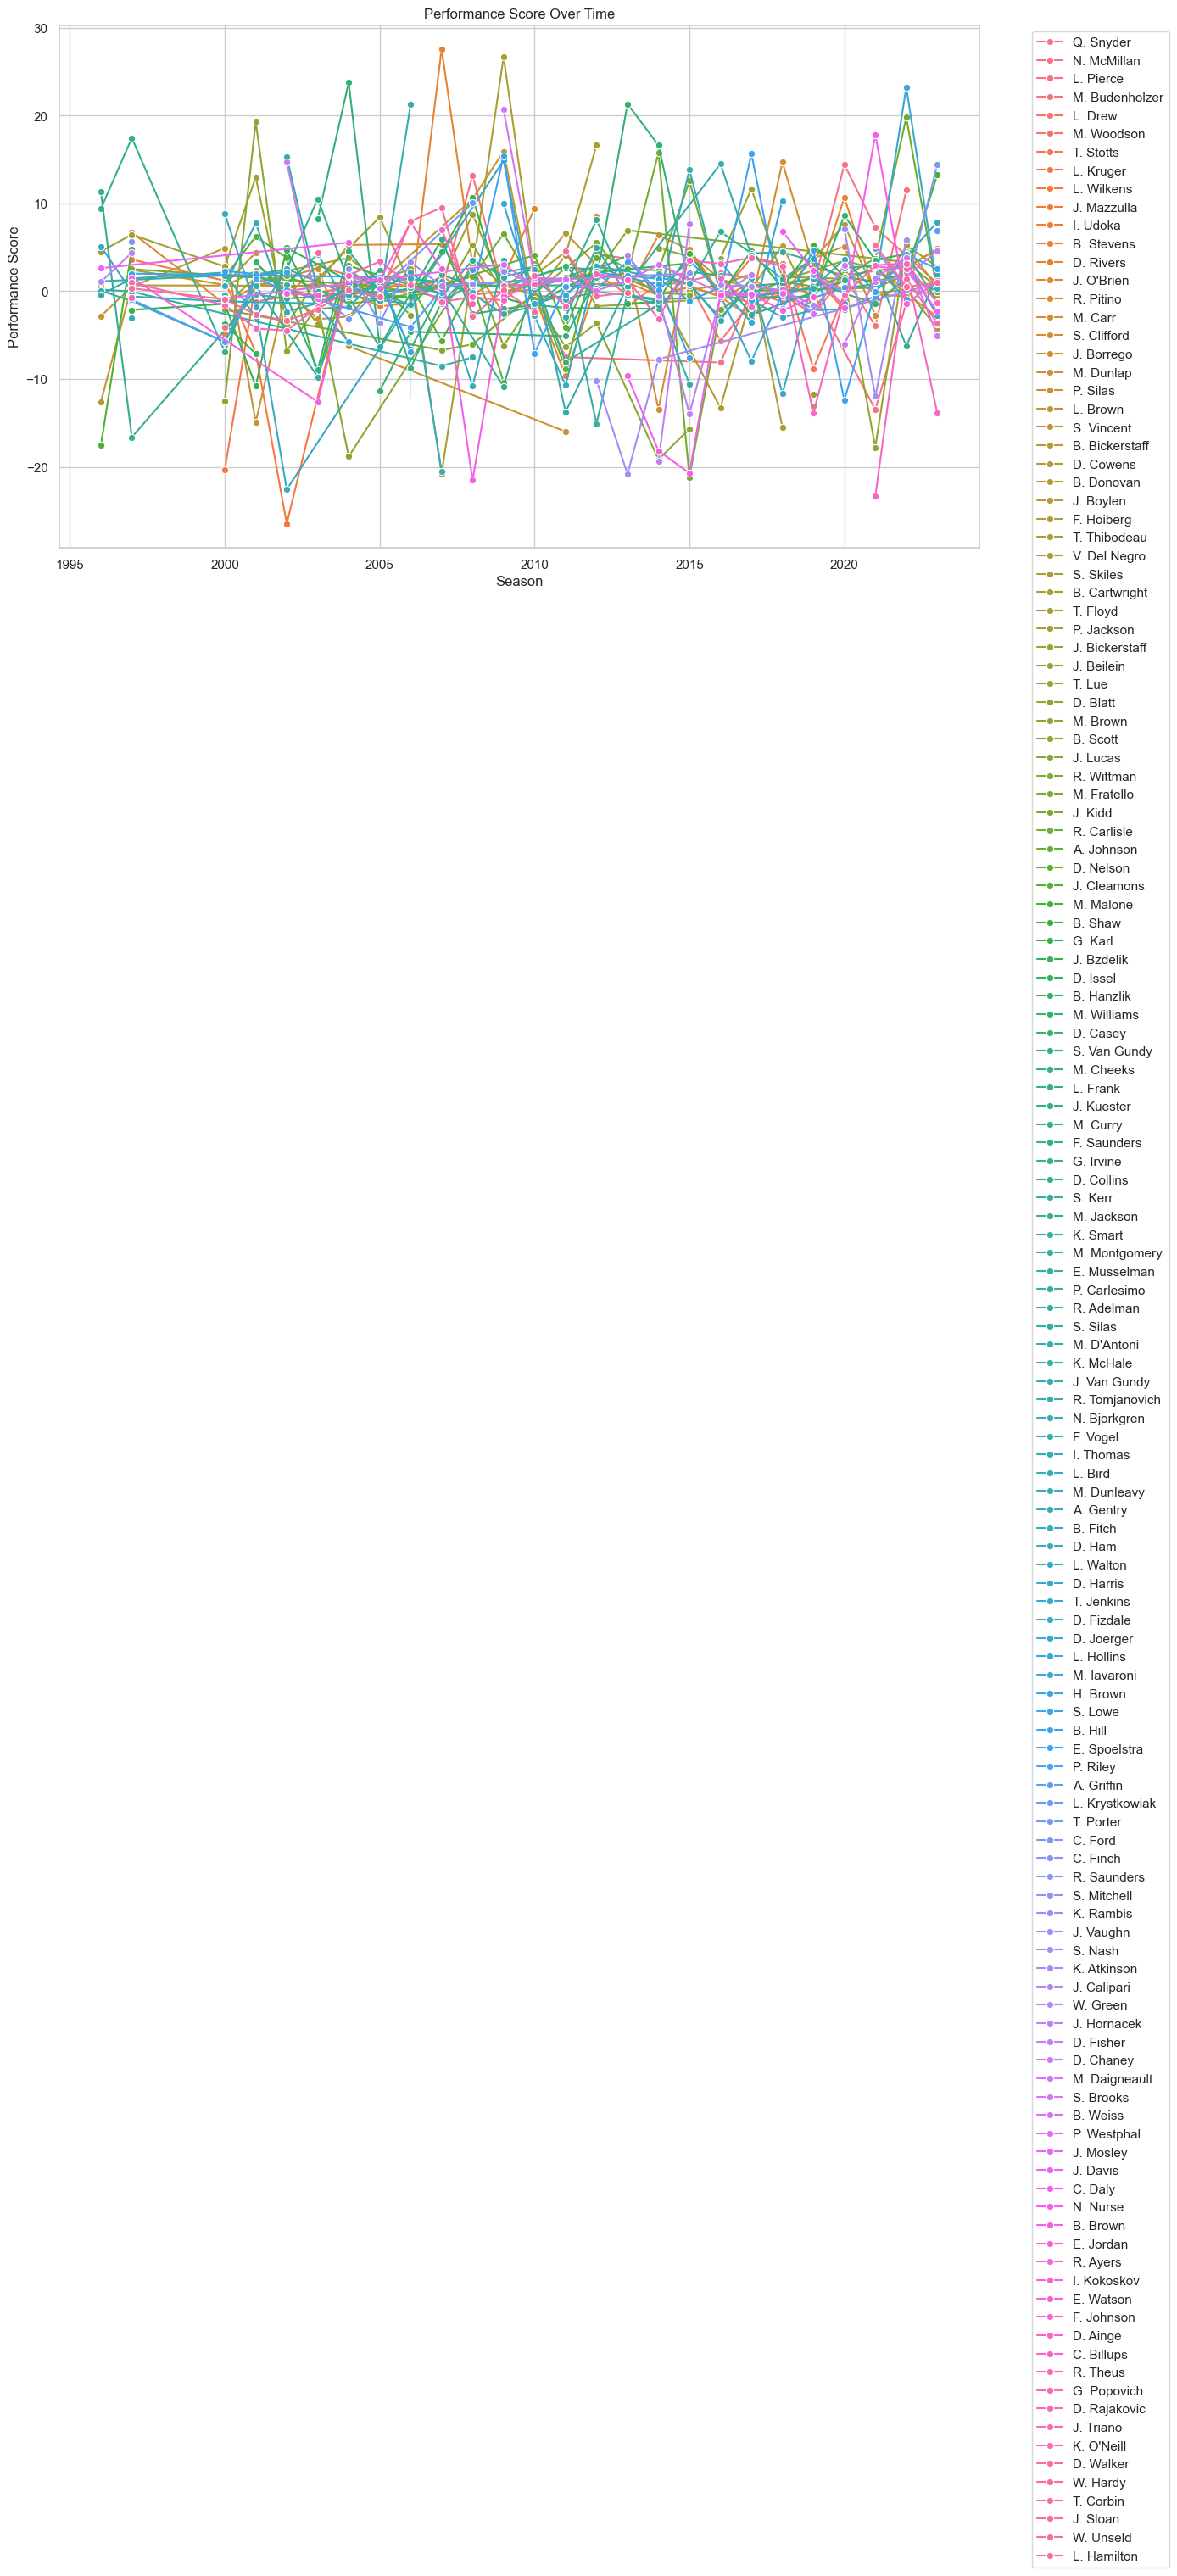 Performance Score Over Time
30
20
10
0
−10
−20
Performance Score
1995
2000
2005
2010
2015
2020
Season
Q. Snyder
N. McMillan
L. Pierce
M. Budenholzer
L. Drew
M. Woodson
T. Stotts
L. Kruger
L. Wilkens
J. Mazzulla
I. Udoka
B. Stevens
D. Rivers
J. O'Brien
R. Pitino
M. Carr
S. Clifford
J. Borrego
M. Dunlap
P. Silas
L. Brown
S. Vincent
B. Bickerstaff
D. Cowens
B. Donovan
J. Boylen
F. Hoiberg
T. Thibodeau
V. Del Negro
S. Skiles
B. Cartwright
T. Floyd
P. Jackson
J. Bickerstaff
J. Beilein
T. Lue
D. Blatt
M. Brown
B. Scott
J. Lucas
R. Wittman
M. Fratello
J. Kidd
R. Carlisle
A. Johnson
D. Nelson
J. Cleamons
M. Malone
B. Shaw
G. Karl
J. Bzdelik
D. Issel
B. Hanzlik
M. Williams
D. Casey
S. Van Gundy
M. Cheeks
L. Frank
J. Kuester
M. Curry
F. Saunders
G. Irvine
D. Collins
S. Kerr
M. Jackson
K. Smart
M. Montgomery
E. Musselman
P. Carlesimo
R. Adelman
S. Silas
M. D'Antoni
K. McHale
J. Van Gundy
R. Tomjanovich
N. Bjorkgren
F. Vogel
I. Thomas
L. Bird
M. Dunleavy
A. Gentry
B. Fitch
D. Ham
L. Walton
D. Harris
T. Jenkins
D. Fizdale
D. Joerger
L. Hollins
M. Iavaroni
H. Brown
S. Lowe
B. Hill
E. Spoelstra
P. Riley
A. Griffin
L. Krystkowiak
T. Porter
C. Ford
C. Finch
R. Saunders
S. Mitchell
K. Rambis
J. Vaughn
S. Nash
K. Atkinson
J. Calipari
W. Green
J. Hornacek
D. Fisher
D. Chaney
M. Daigneault
S. Brooks
B. Weiss
P. Westphal
J. Mosley
J. Davis
C. Daly
N. Nurse
B. Brown
E. Jordan
R. Ayers
I. Kokoskov
E. Watson
F. Johnson
D. Ainge
C. Billups
R. Theus
G. Popovich
D. Rajakovic
J. Triano
K. O'Neill
D. Walker
W. Hardy
T. Corbin
J. Sloan
W. Unseld
L. Hamilton